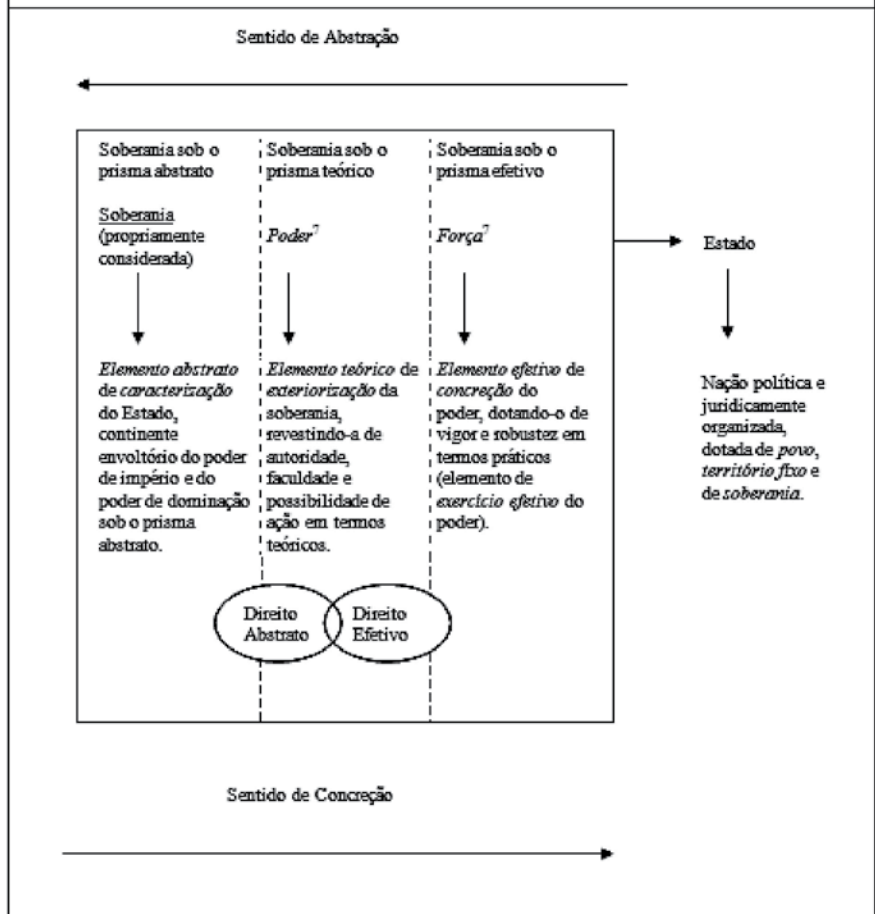 Sentido de Abstração
Soberania sob o
prisma abstrato
Soberania
(propriamente
considerada)
Elemento abstrato
de caracterização
do Estado,
continente
envoltório do poder
de império e do
poder de dominação
sob o prisma
abstrato.
Soberania sob o
prisma teórico
Poder7
Elemento teórico de
exteriorização da
soberania,
revestindo-a de
autoridade,
faculdade e
possibilidade de
ação em termos
teóricos.
Soberania sob o
prisma efetivo
Força7
Elemento efetivo de
concreção do
poder, dotando-o de
vigor e robustez em
termos práticos
(elemento de
exercício efetivo do
poder).
Direito
Abstrato
Direito
Efetivo
Estado
Nação política e
juridicamente
organizada,
dotada de povo,
território fixo e
de soberania.
Sentido de Concreção